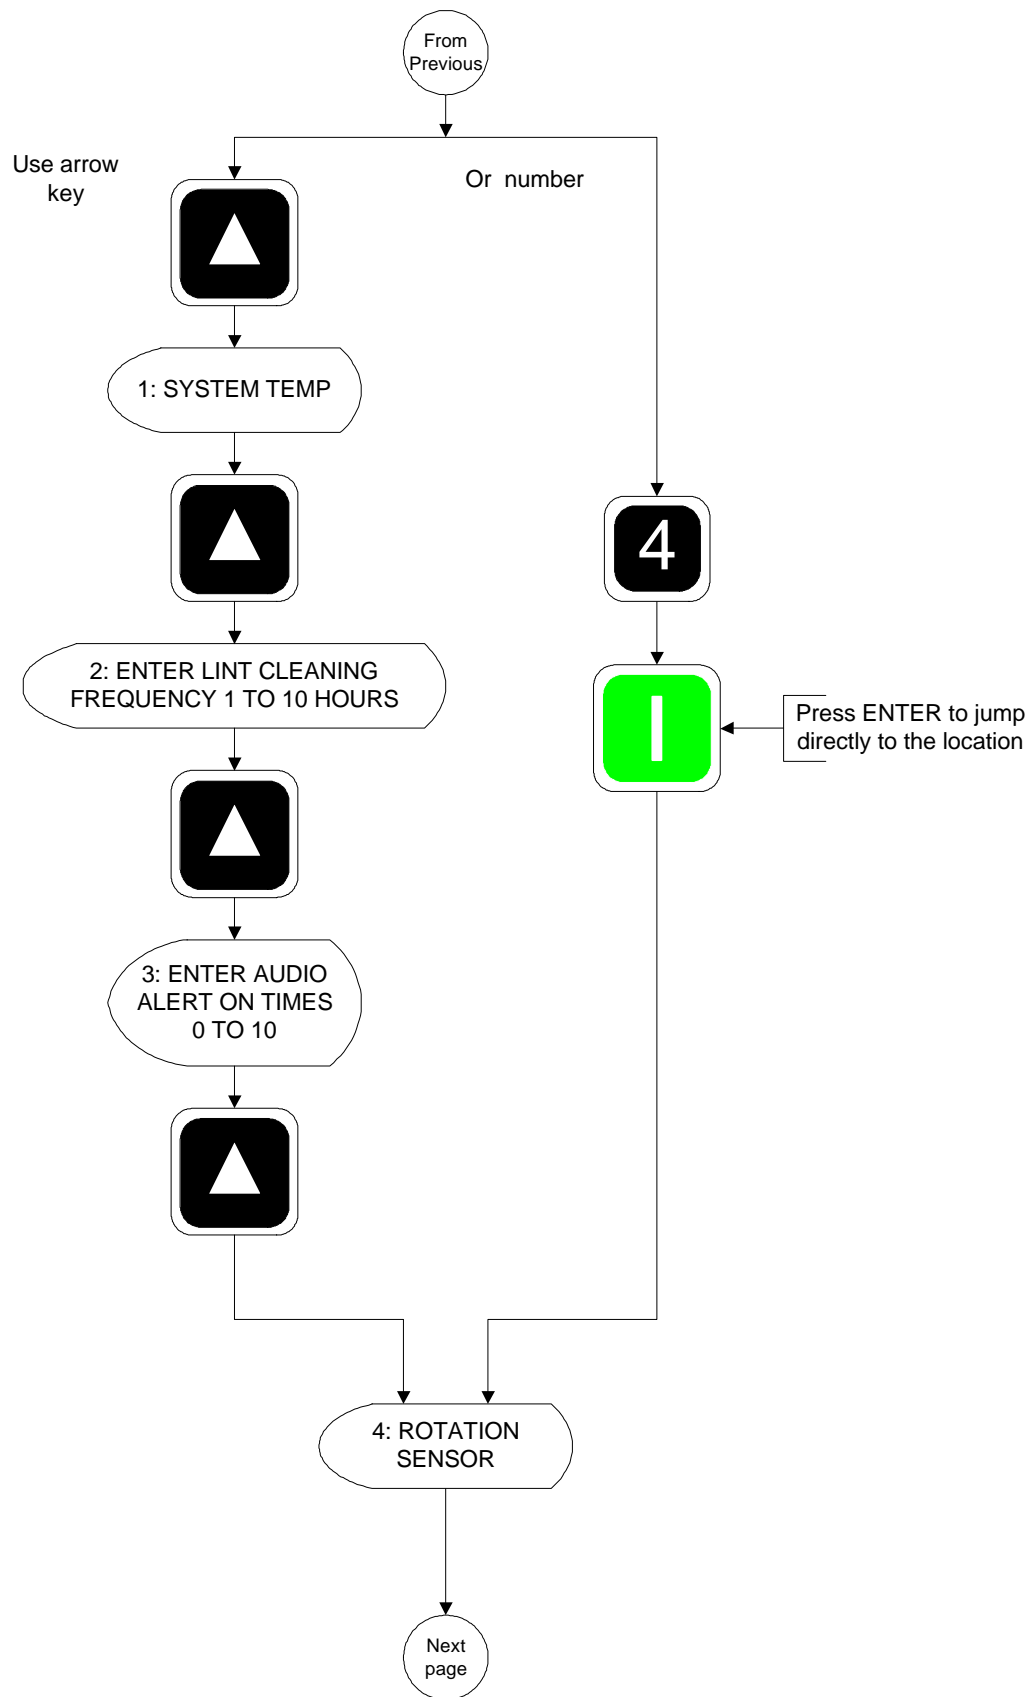 From
Previous
Use arrow
key
Or number
1: SYSTEM TEMP
4
2: ENTER LINT CLEANING
FREQUENCY 1 TO 10 HOURS
I
Press ENTER to jump
directly to the location
3: ENTER AUDIO
ALERT ON TIMES
0 TO 10
4: ROTATION
SENSOR
Next
page